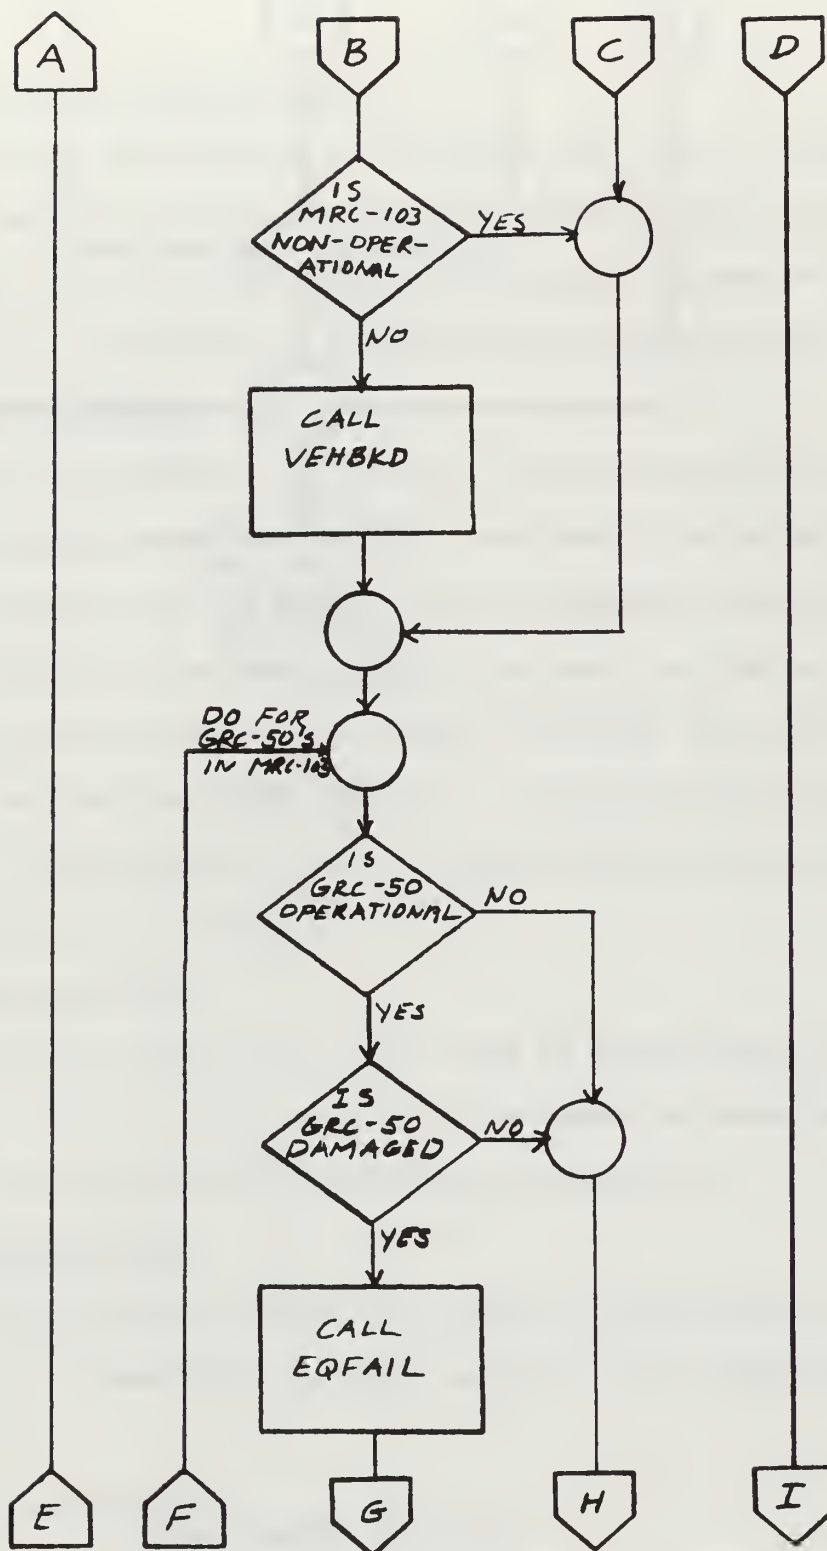 A
B
C
D
IS
MRC-103
NON-OPER-
ATIONAL
YES
NO
CALL
VEHBKD
DO FOR
GRC-50'S
IN MRC-103
IS
GRC-50
OPERATIONAL
NO
YES
IS
GRC-50
DAMAGED
NO
YES
CALL
EQFAIL
E
F
G
H
I